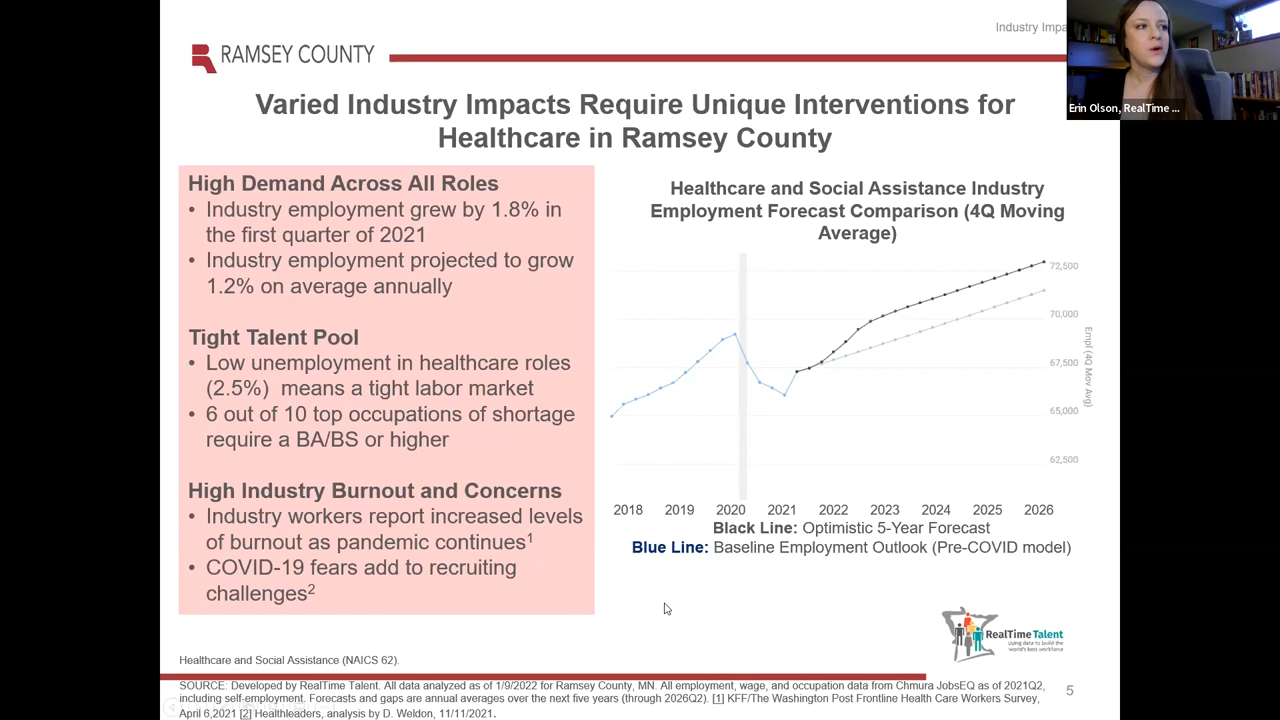 Industry Impa
RAMSEY COUNTY
Erin Olson, RealTime ...
Varied Industry Impacts Require Unique Interventions for
Healthcare in Ramsey County
High Demand Across All Roles
• Industry employment grew by 1.8% in
the first quarter of 2021
• Industry employment projected to grow
1.2% on average annually
Tight Talent Pool
• Low unemployment in healthcare roles
(2.5%) means a tight labor market
• 6 out of 10 top occupations of shortage
require a BA/BS or higher
High Industry Burnout and Concerns
• Industry workers report increased levels
of burnout as pandemic continues1
• COVID-19 fears add to recruiting
challenges2
Healthcare and Social Assistance Industry
Employment Forecast Comparison (4Q Moving
Average)
72,500
70,000
67,500
65,000
62,500
Empl (4Q Mov Avg)
2018 2019 2020 2021 2022 2023 2024 2025 2026
Black Line: Optimistic 5-Year Forecast
Blue Line: Baseline Employment Outlook (Pre-COVID model)
RealTime Talent
Using data to build the
world's best workforce
Healthcare and Social Assistance (NAICS 62).
SOURCE: Developed by RealTime Talent. All data analyzed as of 1/9/2022 for Ramsey County, MN. All employment, wage, and occupation data from Chmura JobsEQ as of 2021Q2,
including self-employment. Forecasts and gaps are annual averages over the next five years (through 2026Q2). [1] KFF/The Washington Post Frontline Health Care Workers Survey,
April 6,2021 [2] Healthleaders, analysis by D. Weldon, 11/11/2021.
5